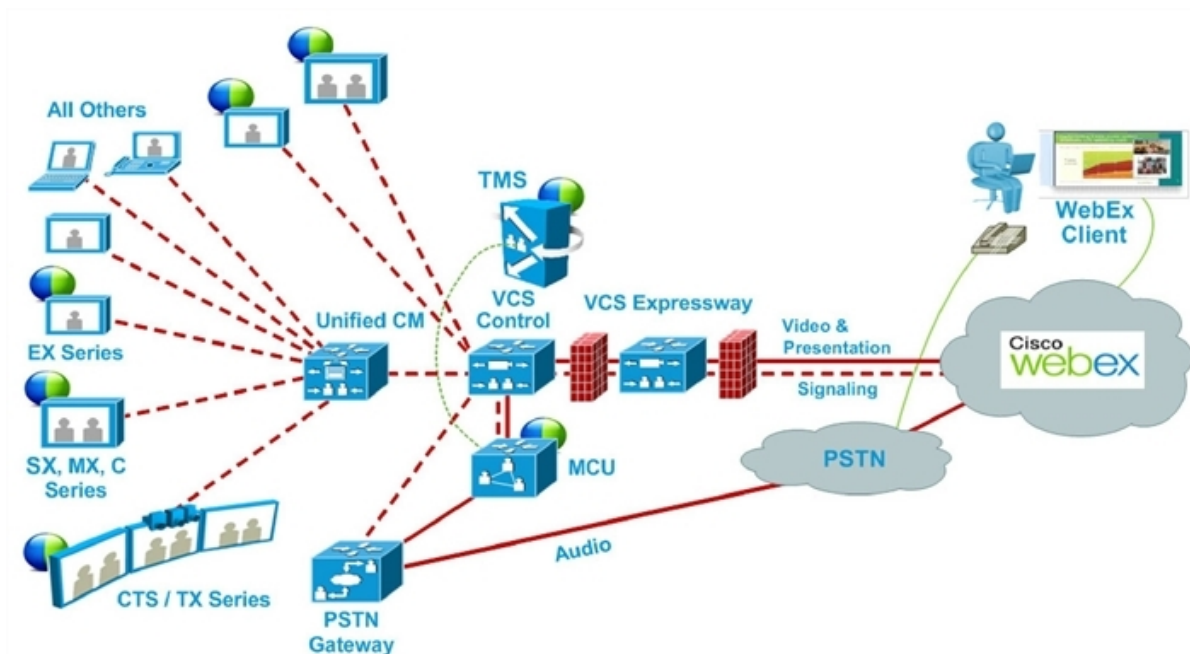 All Others
TMS
WebEx
Client
VCS
Control
VCS Expressway
Unified CM
Video &
Presentation
Signaling
Cisco
webex
EX Series
SX, MX, C
Series
MCU
PSTN
Audio
CTS / TX Series
PSTN
Gateway